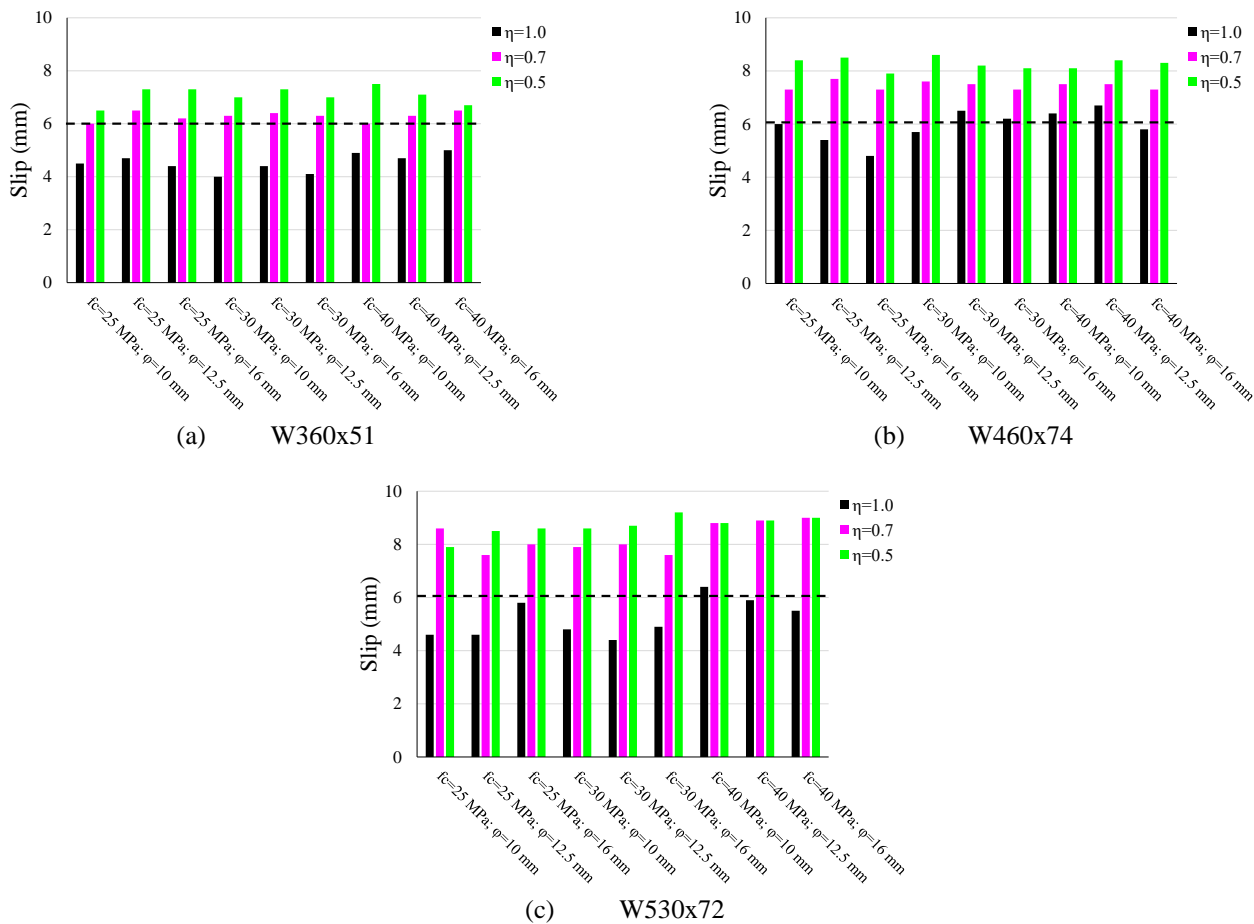 10
8
6
4
2
0
Slip (mm)
η=1.0
η=0.7
η=0.5
fc=25 MPa; φ=10 mm
fc=25 MPa; φ=12.5 mm
fc=25 MPa; φ=16 mm
fc=30 MPa; φ=10 mm
fc=30 MPa; φ=12.5 mm
fc=30 MPa; φ=16 mm
fc=40 MPa; φ=10 mm
fc=40 MPa; φ=12.5 mm
fc=40 MPa; φ=16 mm
(a) W360x51
10
8
6
4
2
0
Slip (mm)
η=1.0
η=0.7
η=0.5
fc=25 MPa; φ=10 mm
fc=25 MPa; φ=12.5 mm
fc=25 MPa; φ=16 mm
fc=30 MPa; φ=10 mm
fc=30 MPa; φ=12.5 mm
fc=30 MPa; φ=16 mm
fc=40 MPa; φ=10 mm
fc=40 MPa; φ=12.5 mm
fc=40 MPa; φ=16 mm
(b) W460x74
10
8
6
4
2
0
Slip (mm)
η=1.0
η=0.7
η=0.5
fc=25 MPa; φ=10 mm
fc=25 MPa; φ=12.5 mm
fc=25 MPa; φ=16 mm
fc=30 MPa; φ=10 mm
fc=30 MPa; φ=12.5 mm
fc=30 MPa; φ=16 mm
fc=40 MPa; φ=10 mm
fc=40 MPa; φ=12.5 mm
fc=40 MPa; φ=16 mm
(c) W530x72